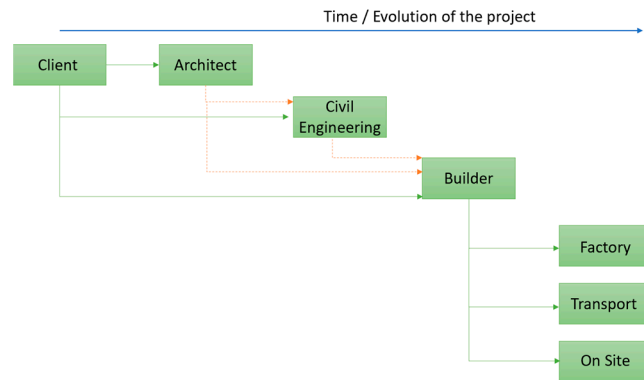 Time / Evolution of the project
Client
Architect
Civil
Engineering
Builder
Factory
Transport
On Site